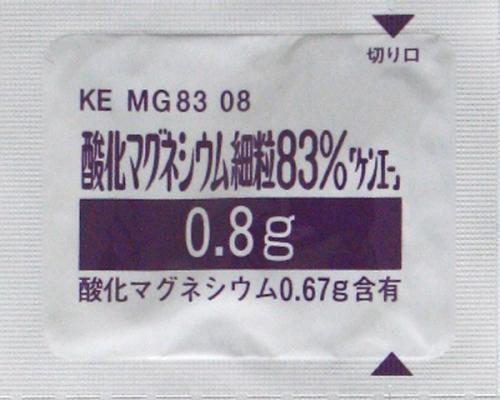 切り口
KE MG83 08
酸化マグネシウム細粒83%「ケンエー」
0.8g
酸化マグネシウム0.67g含有